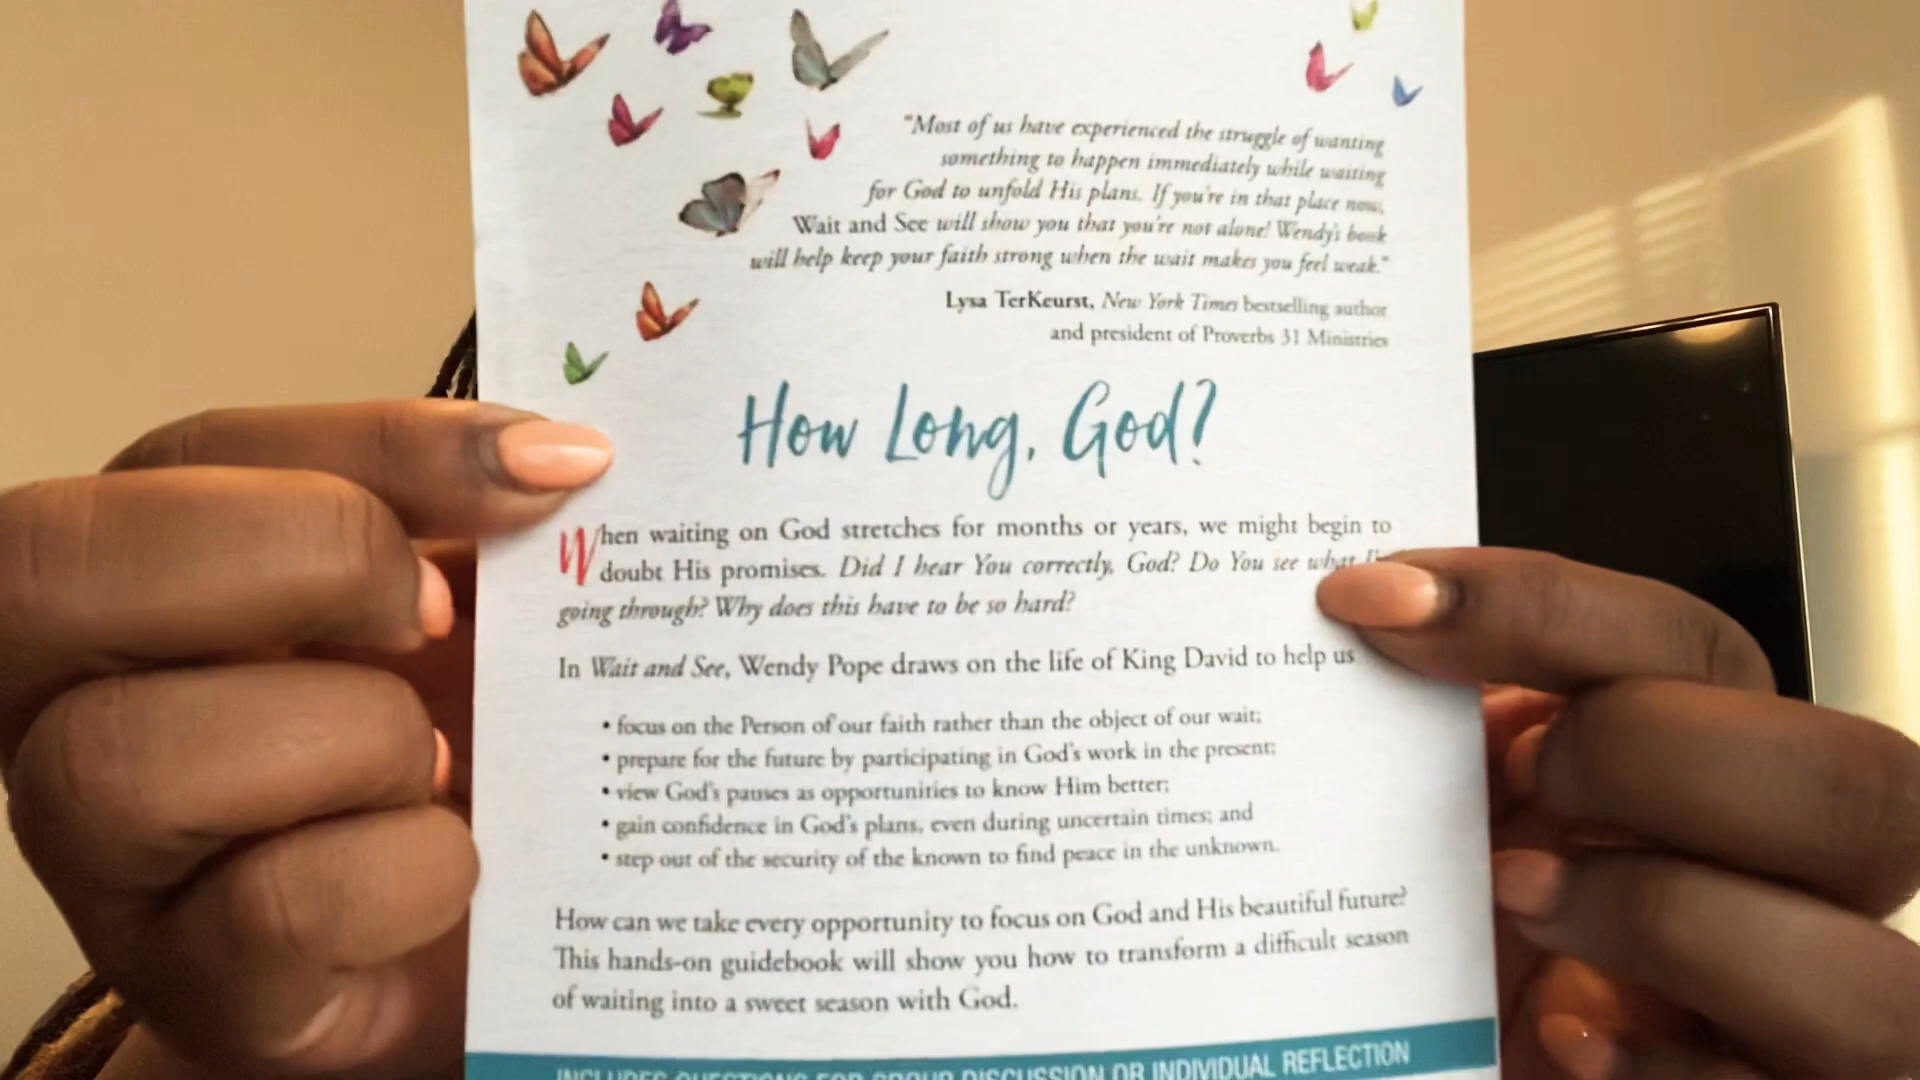 "Most of us have experienced the struggle of wanting
something to happen immediately while waiting
for God to unfold His plans. If you're in that place now,
Wait and See will show you that you're not alone! Wendy's book
will help keep your faith strong when the wait makes you feel weak."
Lysa TerKeurst, New York Times bestselling author
and president of Proverbs 31 Ministries
How Long, God?
When waiting on God stretches for months or years, we might begin to
doubt His promises. Did I hear You correctly, God? Do You see what
going through? Why does this have to be so hard?
In Wait and See, Wendy Pope draws on the life of King David to help us
• focus on the Person of our faith rather than the object of our wait;
• prepare for the future by participating in God's work in the present;
• view God's pauses as opportunities to know Him better;
• gain confidence in God's plans, even during uncertain times; and
• step out of the security of the known to find peace in the unknown.
How can we take every opportunity to focus on God and His beautiful future?
This hands-on guidebook will show you how to transform a difficult season
of waiting into a sweet season with God.
INCLUDES QUESTIONS FOR GROUP DISCUSSION OR INDIVIDUAL REFLECTION